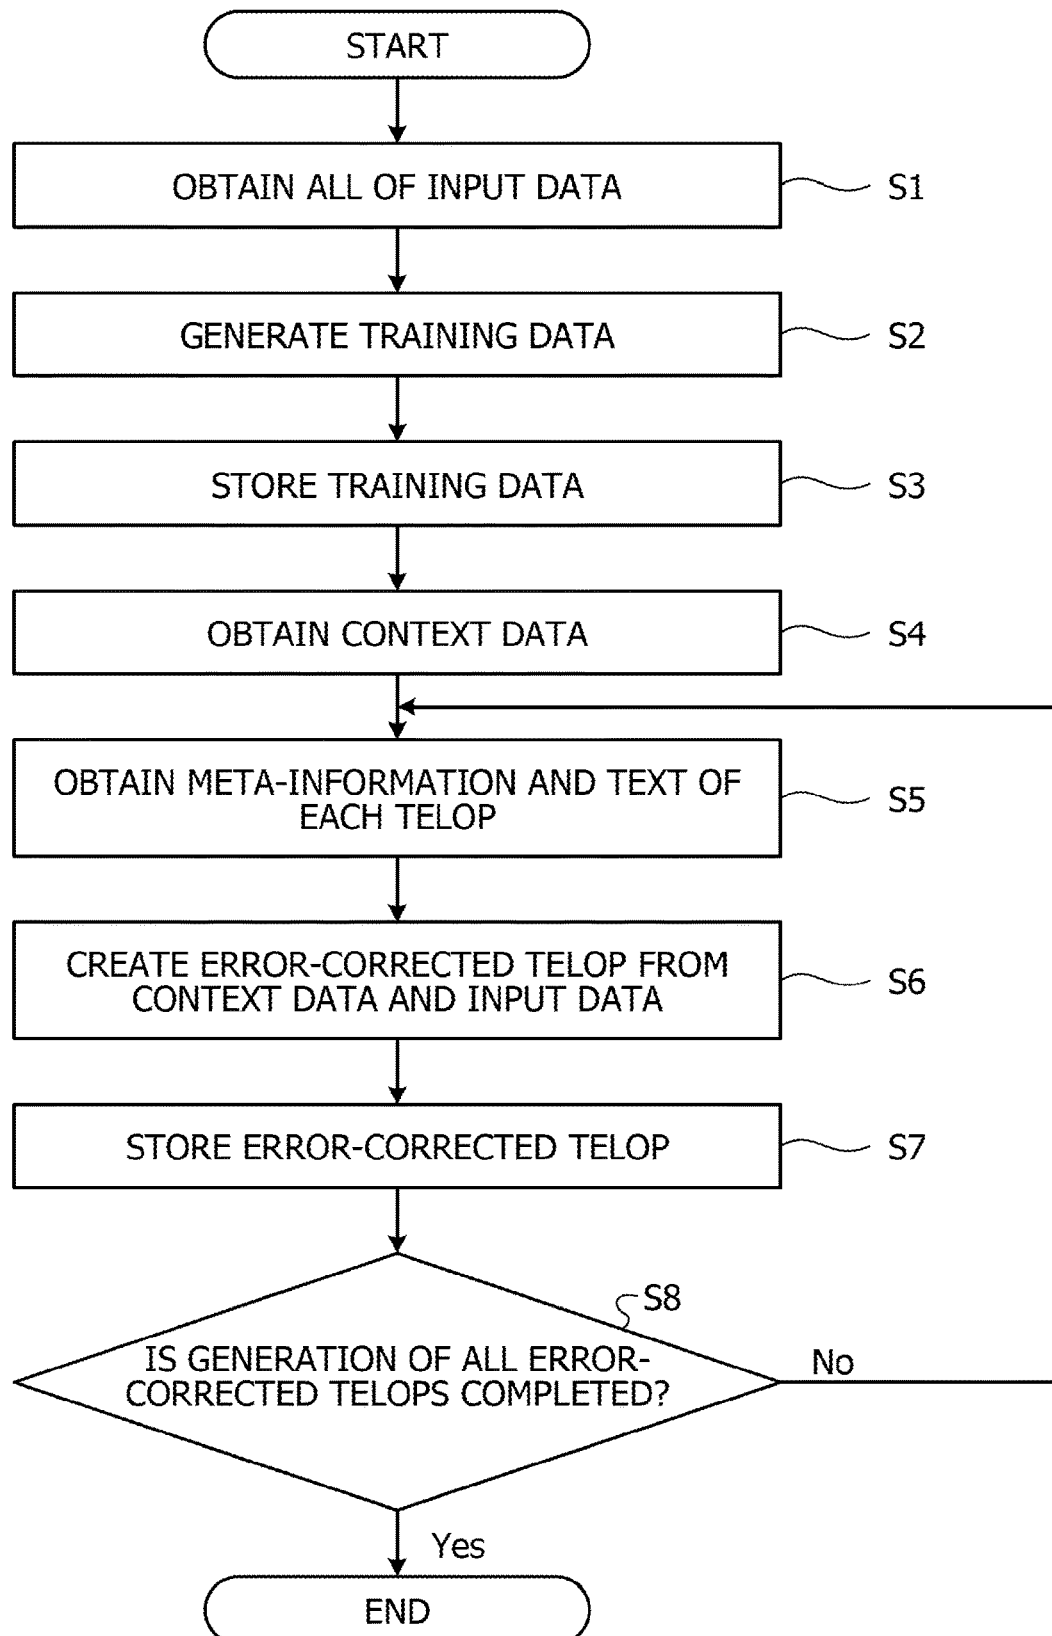 START
OBTAIN ALL OF INPUT DATA
S1
GENERATE TRAINING DATA
S2
STORE TRAINING DATA
S3
OBTAIN CONTEXT DATA
S4
OBTAIN META-INFORMATION AND TEXT OF
EACH TELOP
S5
CREATE ERROR-CORRECTED TELOP FROM
CONTEXT DATA AND INPUT DATA
S6
STORE ERROR-CORRECTED TELOP
S7
S8
IS GENERATION OF ALL ERROR-
CORRECTED TELOPS COMPLETED?
No
Yes
END